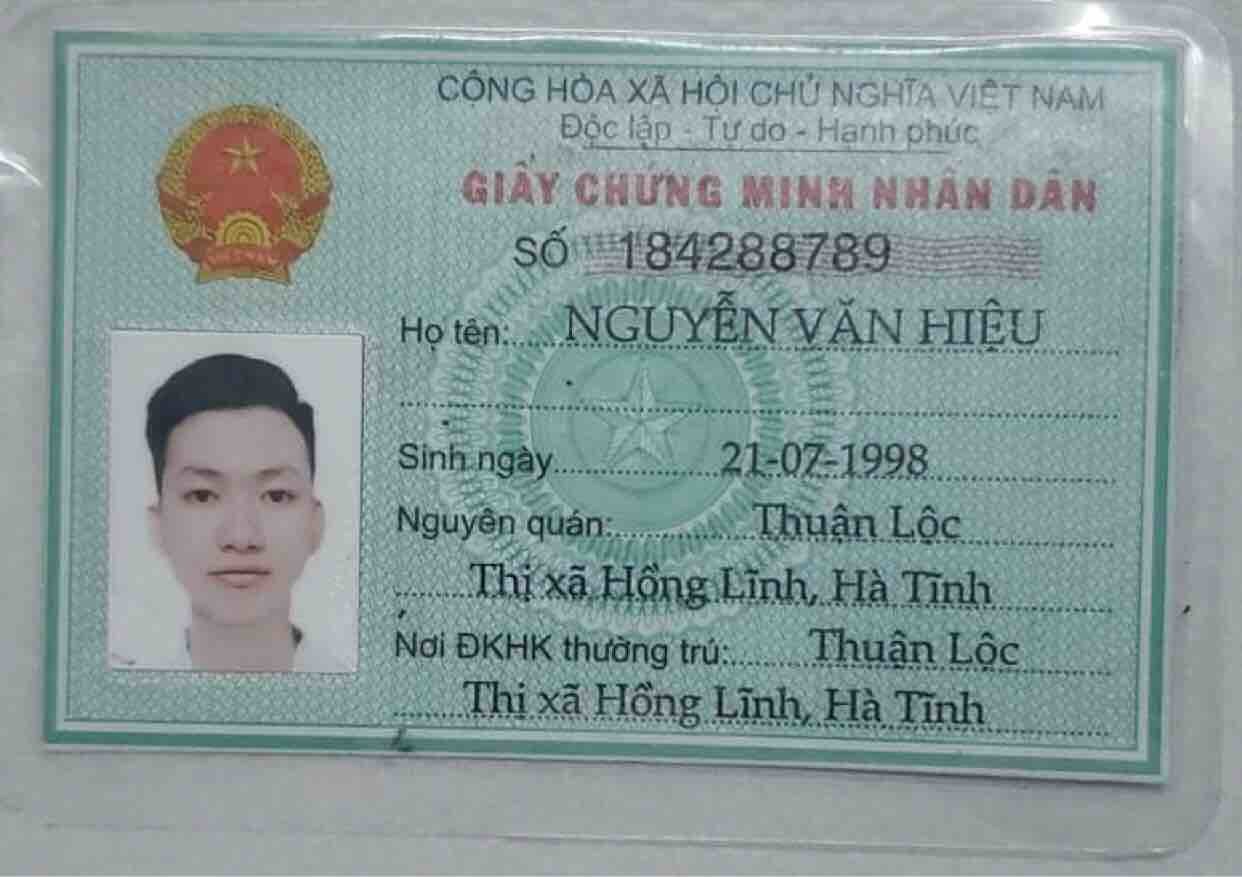 CỘNG HÒA XÃ HỘI CHỦ NGHĨA VIỆT NAM
Độc lập - Tự do - Hạnh phúc
GIẤY CHỨNG MINH NHÂN DÂN
SỐ 184288789
Họ tên: NGUYỄN VĂN HIỆU
Sinh ngày 21-07-1998
Nguyên quán: Thuận Lộc
Thị xã Hồng Lĩnh, Hà Tĩnh
Nơi ĐKHK thường trú: Thuận Lộc
Thị xã Hồng Lĩnh, Hà Tĩnh